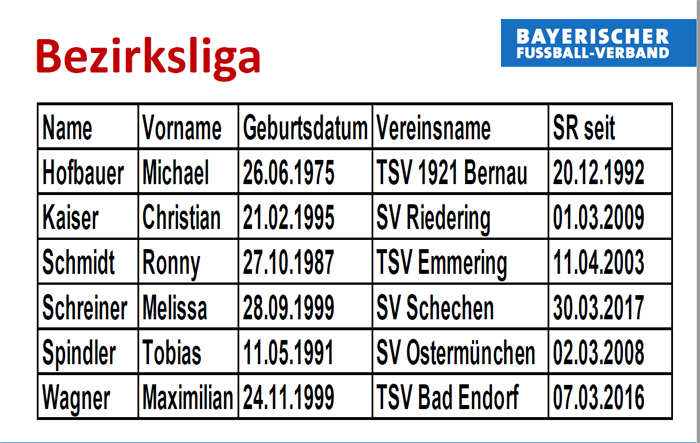 Bezirksliga
BAYERISCHER
FUSSBALL-VERBAND
Name Vorname Geburtsdatum Vereinsname SR seit
Hofbauer Michael 26.06.1975 TSV 1921 Bernau 20.12.1992
Kaiser Christian 21.02.1995 SV Riedering 01.03.2009
Schmidt Ronny 27.10.1987 TSV Emmering 11.04.2003
Schreiner Melissa 28.09.1999 SV Schechen 30.03.2017
Spindler Tobias 11.05.1991 SV Ostermünchen 02.03.2008
Wagner Maximilian 24.11.1999 TSV Bad Endorf 07.03.2016